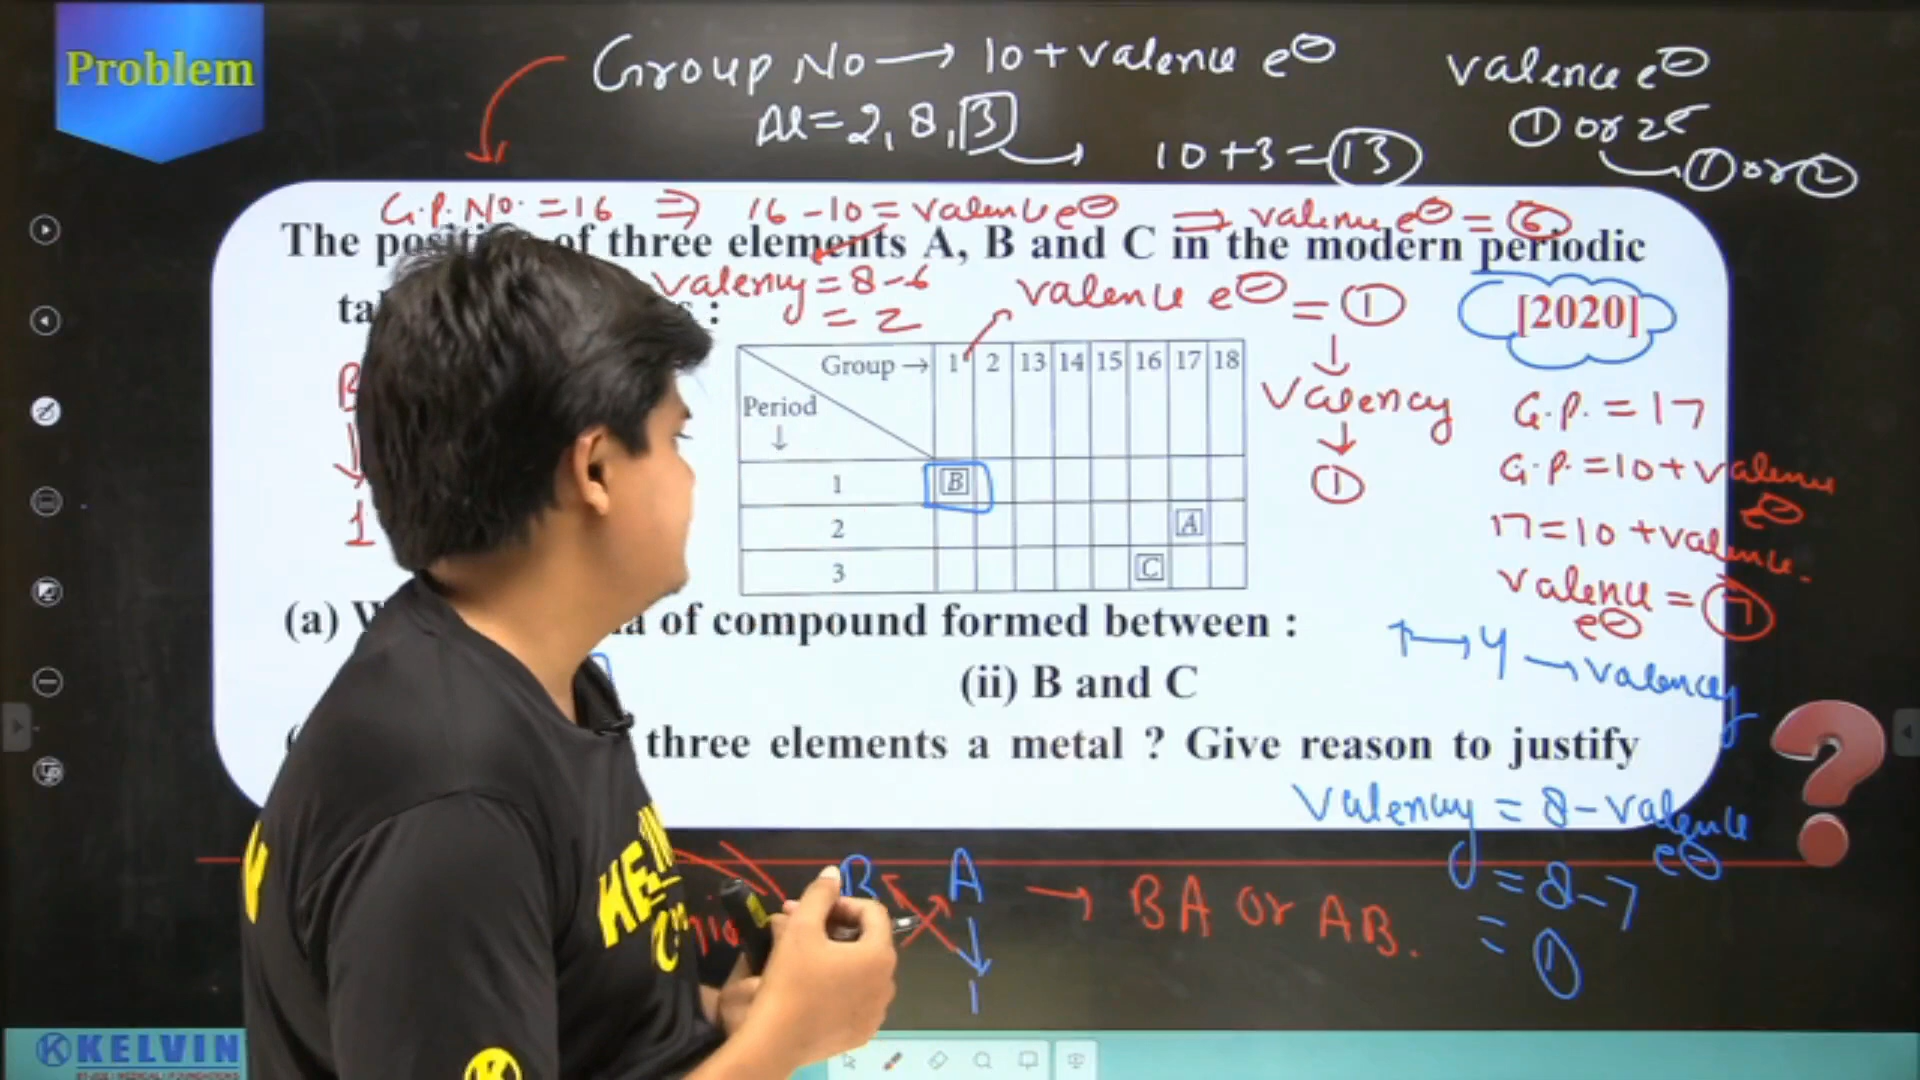 Problem
Group No → 10 + valence e⊖
Al = 2, 8, 3
10 + 3 = 13
valence e⊖
1 or 2e
1 or 2
G.P. No. = 16 ⇒ 16 - 10 = valence e⊖ ⇒ valence e⊖ = 6
The of three elements A, B and C in the modern periodic
valency = 8 - 6
= 2
valence e⊖ = 1
[2020]
Group → 1 2 13 14 15 16 17 18
Period ↓
1 B
2 A
3 C
Valency
1
G.P. = 17
G.P. = 10 + valence e⊖
17 = 10 + valence.
valence e⊖ = 7
1
(a) of compound formed between :
(ii) B and C
→ valency
three elements a metal ? Give reason to justify
Valency = 8 - valence e⊖
= 8 - 7
= 1
B A → BA or AB.
1
KELVIN